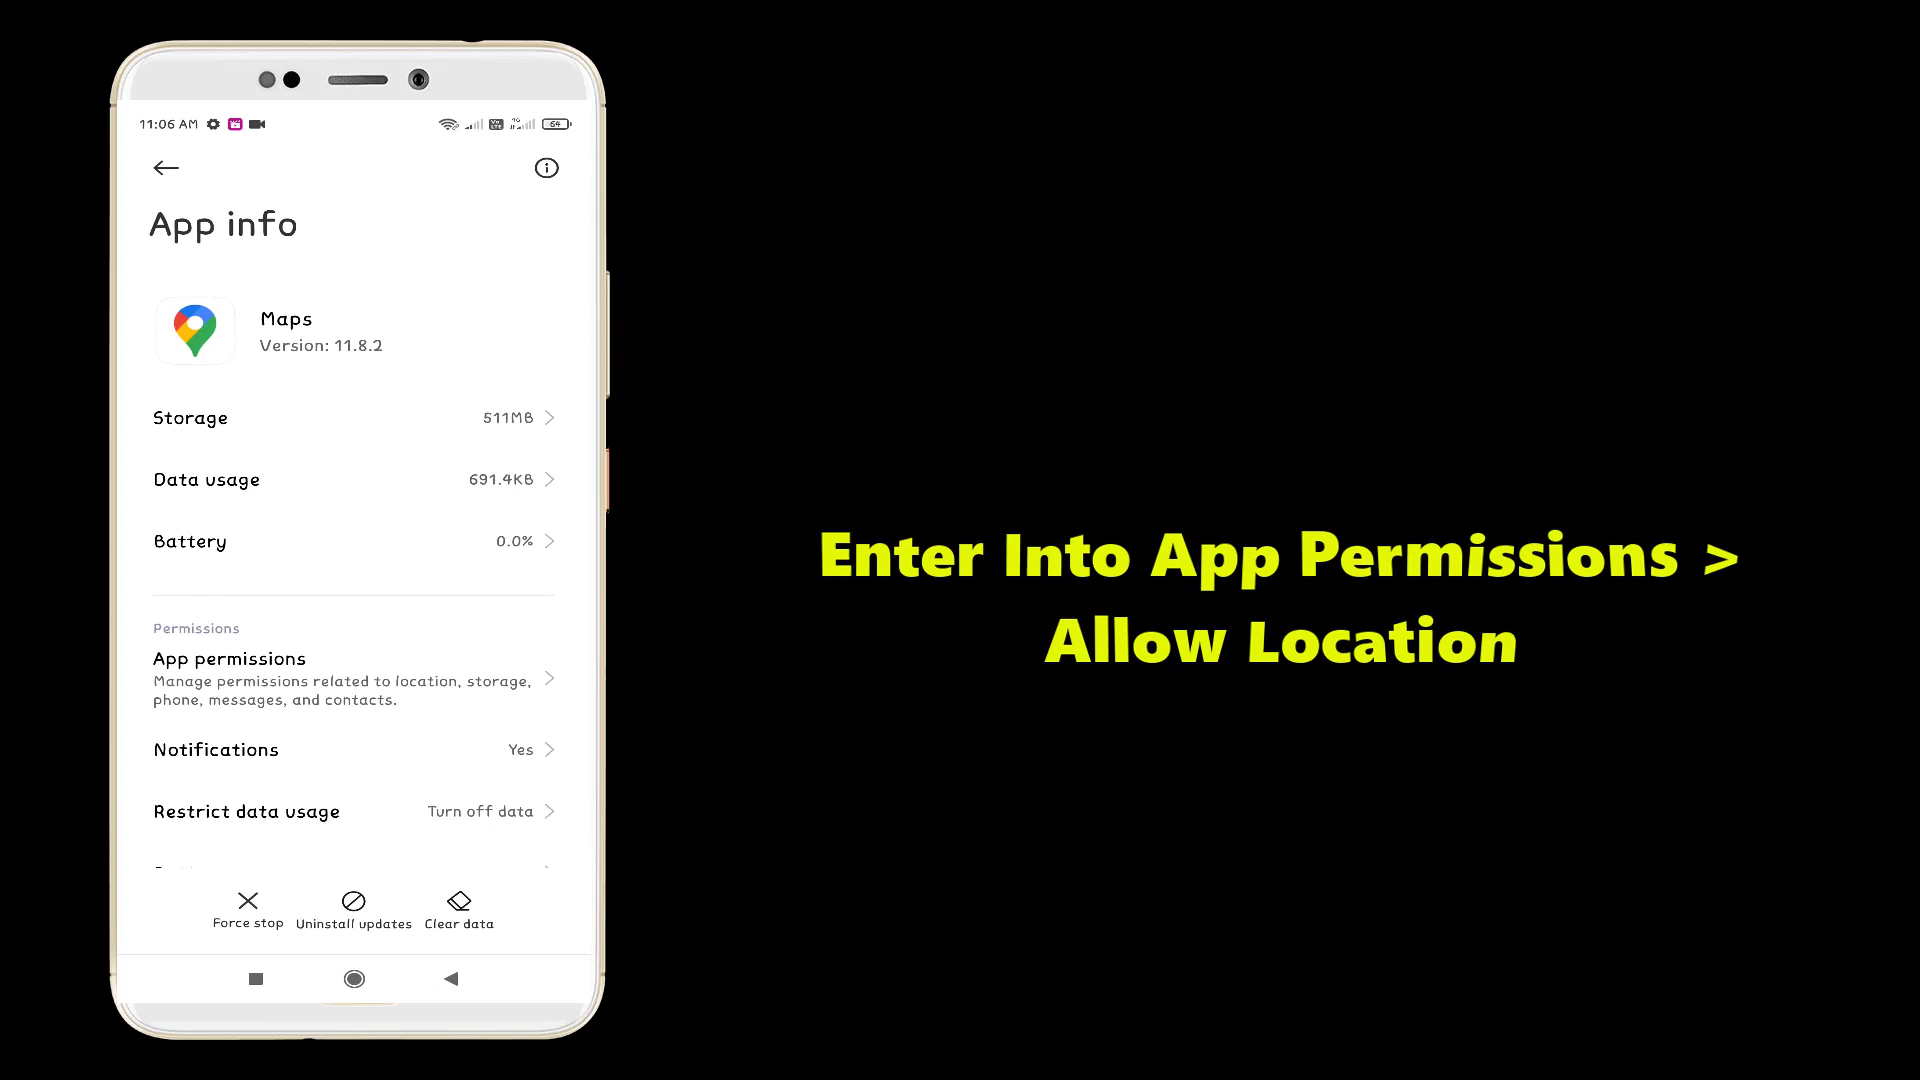 11:06 AM
64
App info
Maps
Version: 11.8.2
Storage 511MB
Data usage 691.4KB
Battery 0.0%
Permissions
App permissions
Manage permissions related to location, storage,
phone, messages, and contacts.
Notifications Yes
Restrict data usage Turn off data
Force stop Uninstall updates Clear data
Enter Into App Permissions >
Allow Location